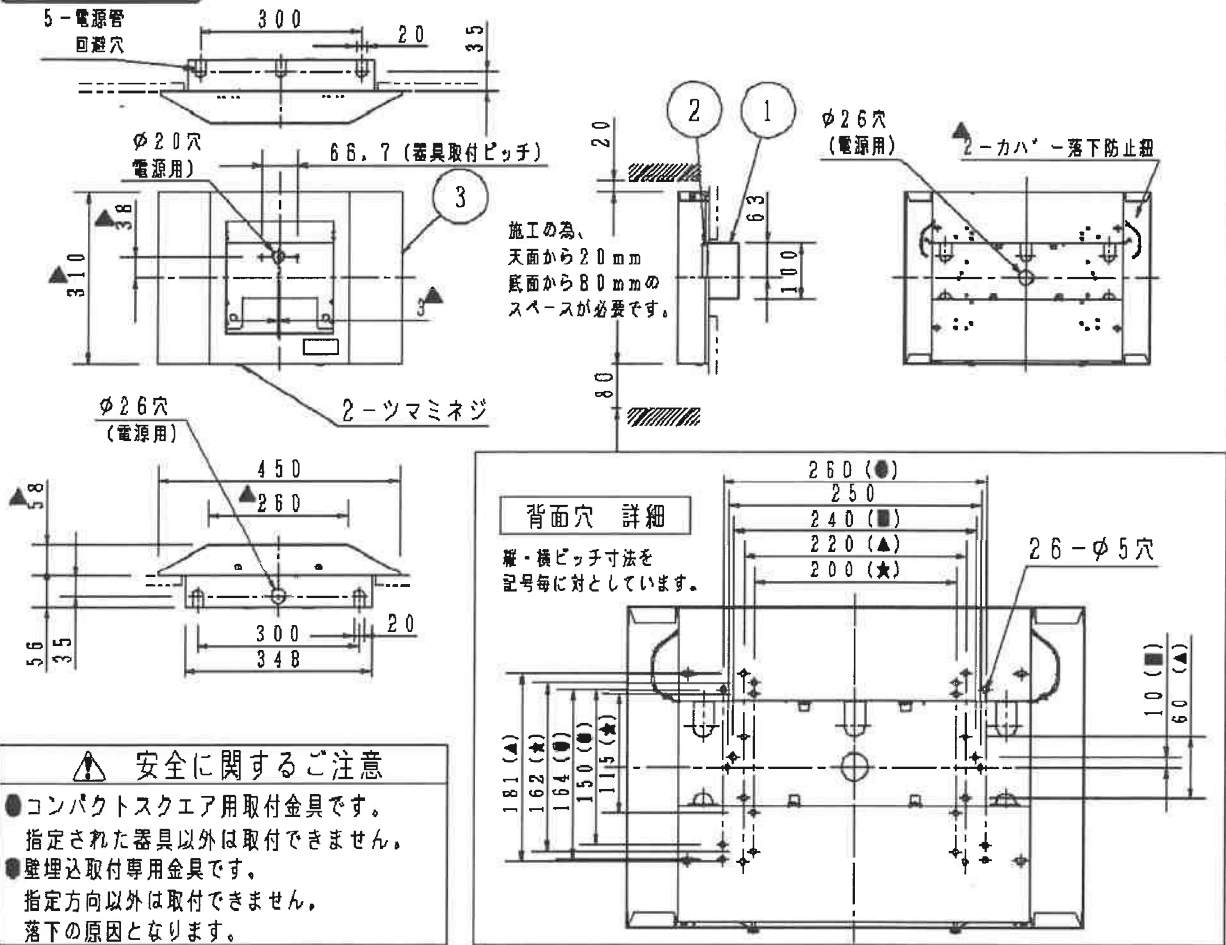 5-電源管
回避穴
300
20
35
φ20穴
電源用)
66.7(器具取付ピッチ)
3
▲
38
▲
310
3▲
2-ツマミネジ
2
1
20
63
100
80
施工の為、
天面から20mm
底面から80mmの
スペースが必要です。
φ26穴
(電源用)
▲
2-カバー落下防止紐
φ26穴
(電源用)
450
▲
260
▲
58
56
35
300
20
348
背面穴 詳細
縦・横ピッチ寸法を
記号毎に対としています。
260(●)
250
240(■)
220(▲)
200(★)
26-φ5穴
181(▲)
162(★)
164(●)
150(●)
115(★)
10(■)
60(▲)
⚠ 安全に関するご注意
●コンパクトスクエア用取付金具です。
指定された器具以外は取付できません。
●壁埋込取付専用金具です。
指定方向以外は取付できません。
落下の原因となります。